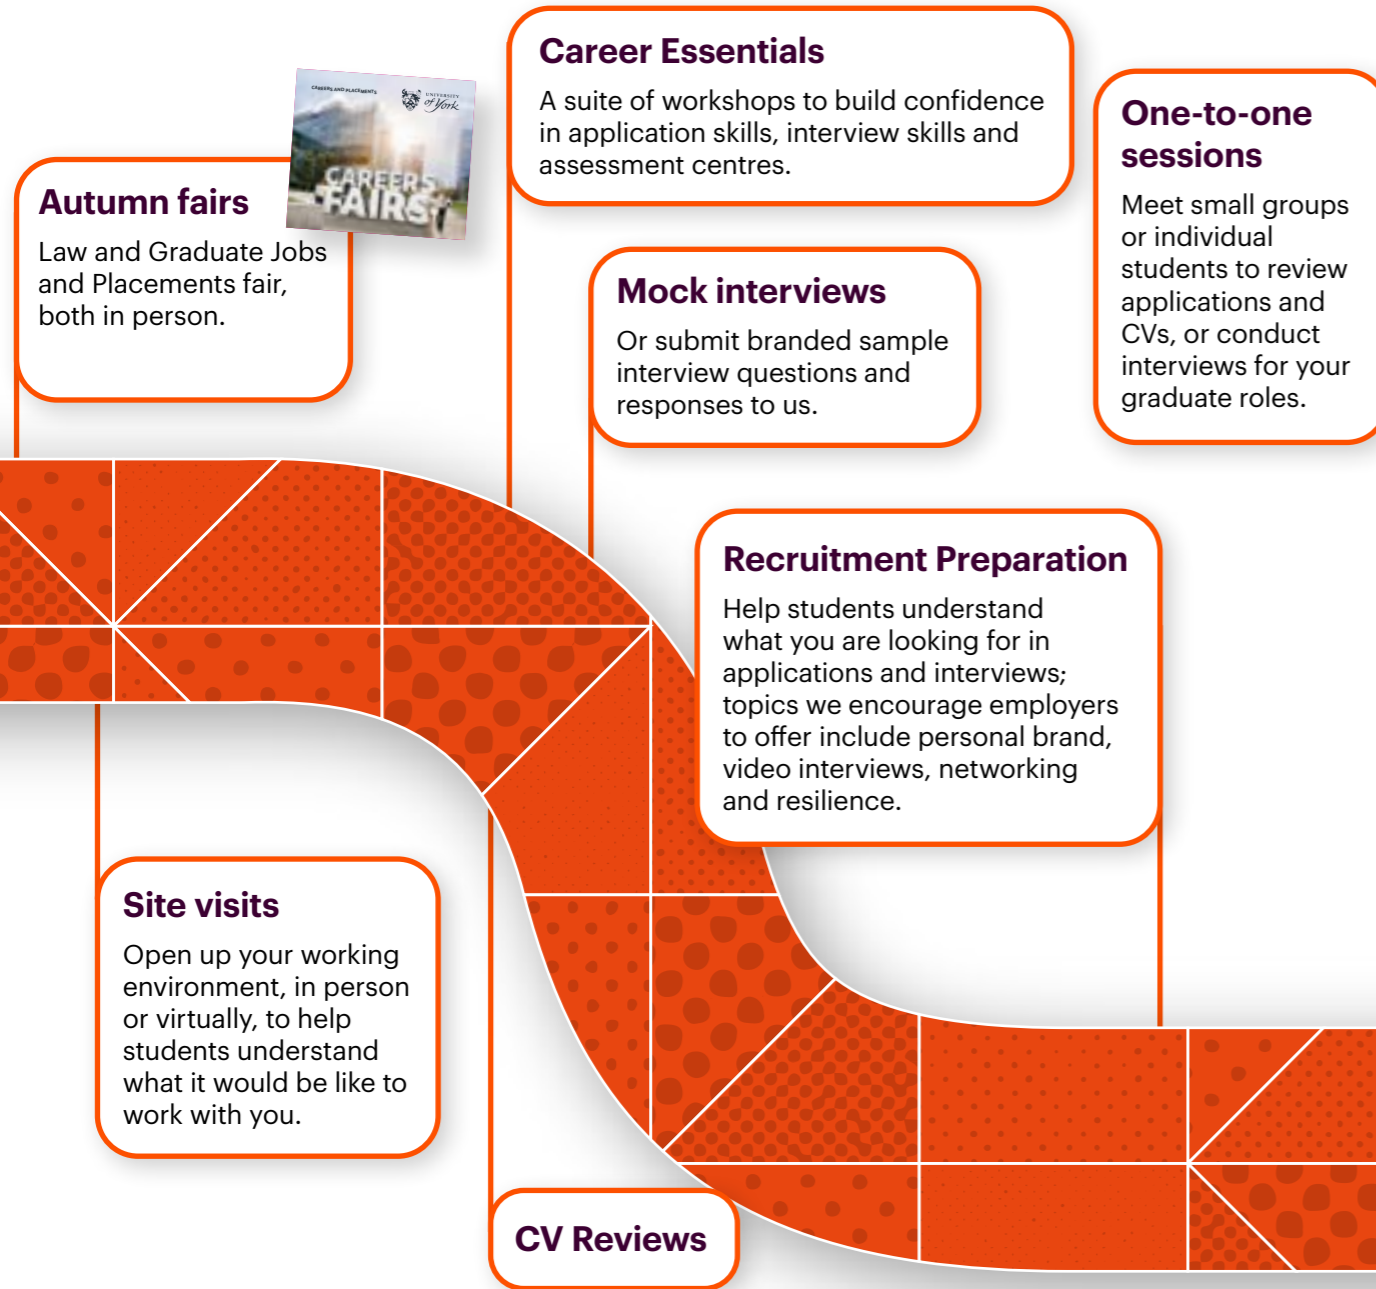 Career Essentials
A suite of workshops to build confidence
in application skills, interview skills and
assessment centres.
One-to-one
sessions
Meet small groups
or individual
students to review
applications and
CVs, or conduct
interviews for your
graduate roles.
CAREERS AND PLACEMENTS
UNIVERSITY
of York
CAREERS
FAIRS
Autumn fairs
Law and Graduate Jobs
and Placements fair,
both in person.
Mock interviews
Or submit branded sample
interview questions and
responses to us.
Recruitment Preparation
Help students understand
what you are looking for in
applications and interviews;
topics we encourage employers
to offer include personal brand,
video interviews, networking
and resilience.
Site visits
Open up your working
environment, in person
or virtually, to help
students understand
what it would be like to
work with you.
CV Reviews